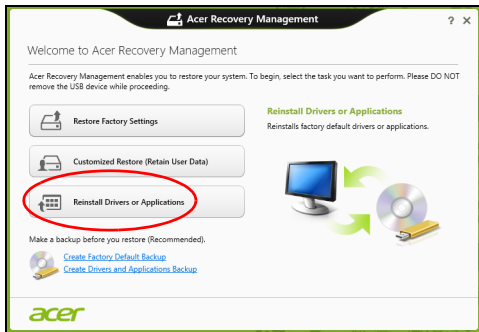 Acer Recovery Management
? X
Welcome to Acer Recovery Management
Acer Recovery Management enables you to restore your system. To begin, select the task you want to perform. Please DO NOT
remove the USB device while proceeding.
Restore Factory Settings
Customized Restore (Retain User Data)
Reinstall Drivers or Applications
Reinstall Drivers or Applications
Reinstalls factory default drivers or applications.
Make a backup before you restore (Recommended).
Create Factory Default Backup
Create Drivers and Applications Backup
acer